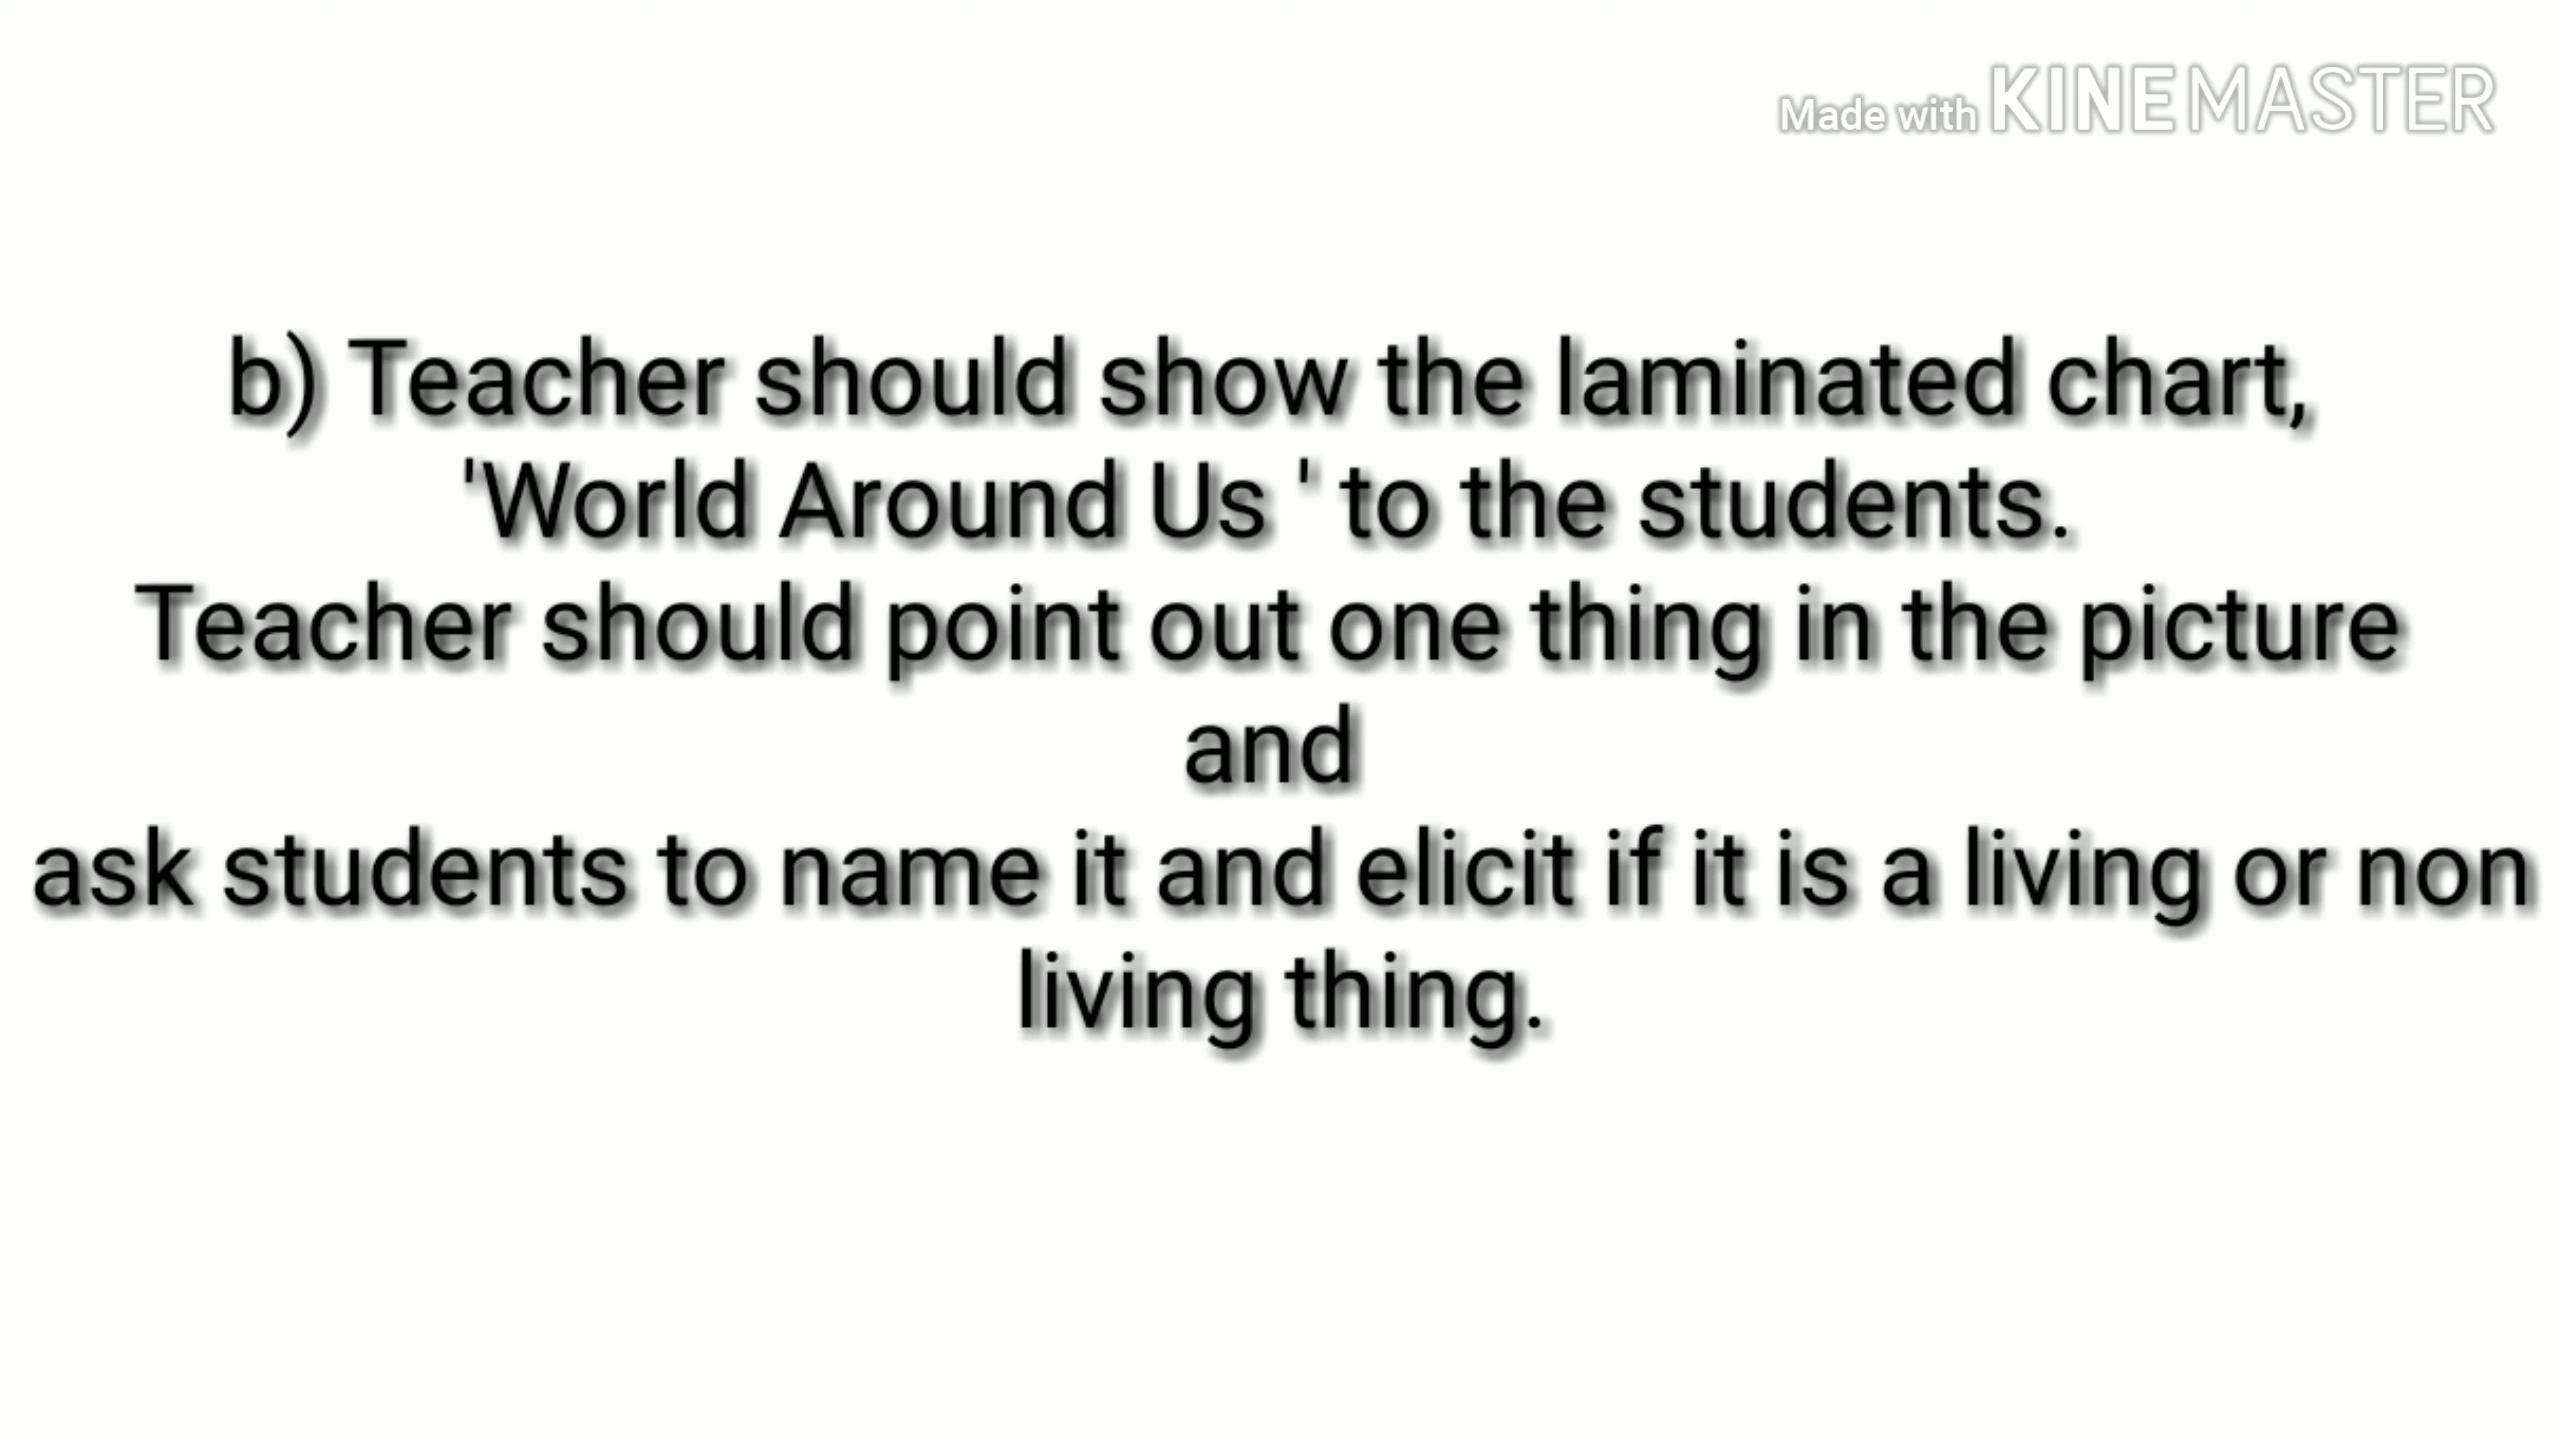 Made with KINEMASTER
b) Teacher should show the laminated chart,
'World Around Us ' to the students.
Teacher should point out one thing in the picture
and
ask students to name it and elicit if it is a living or non
living thing.